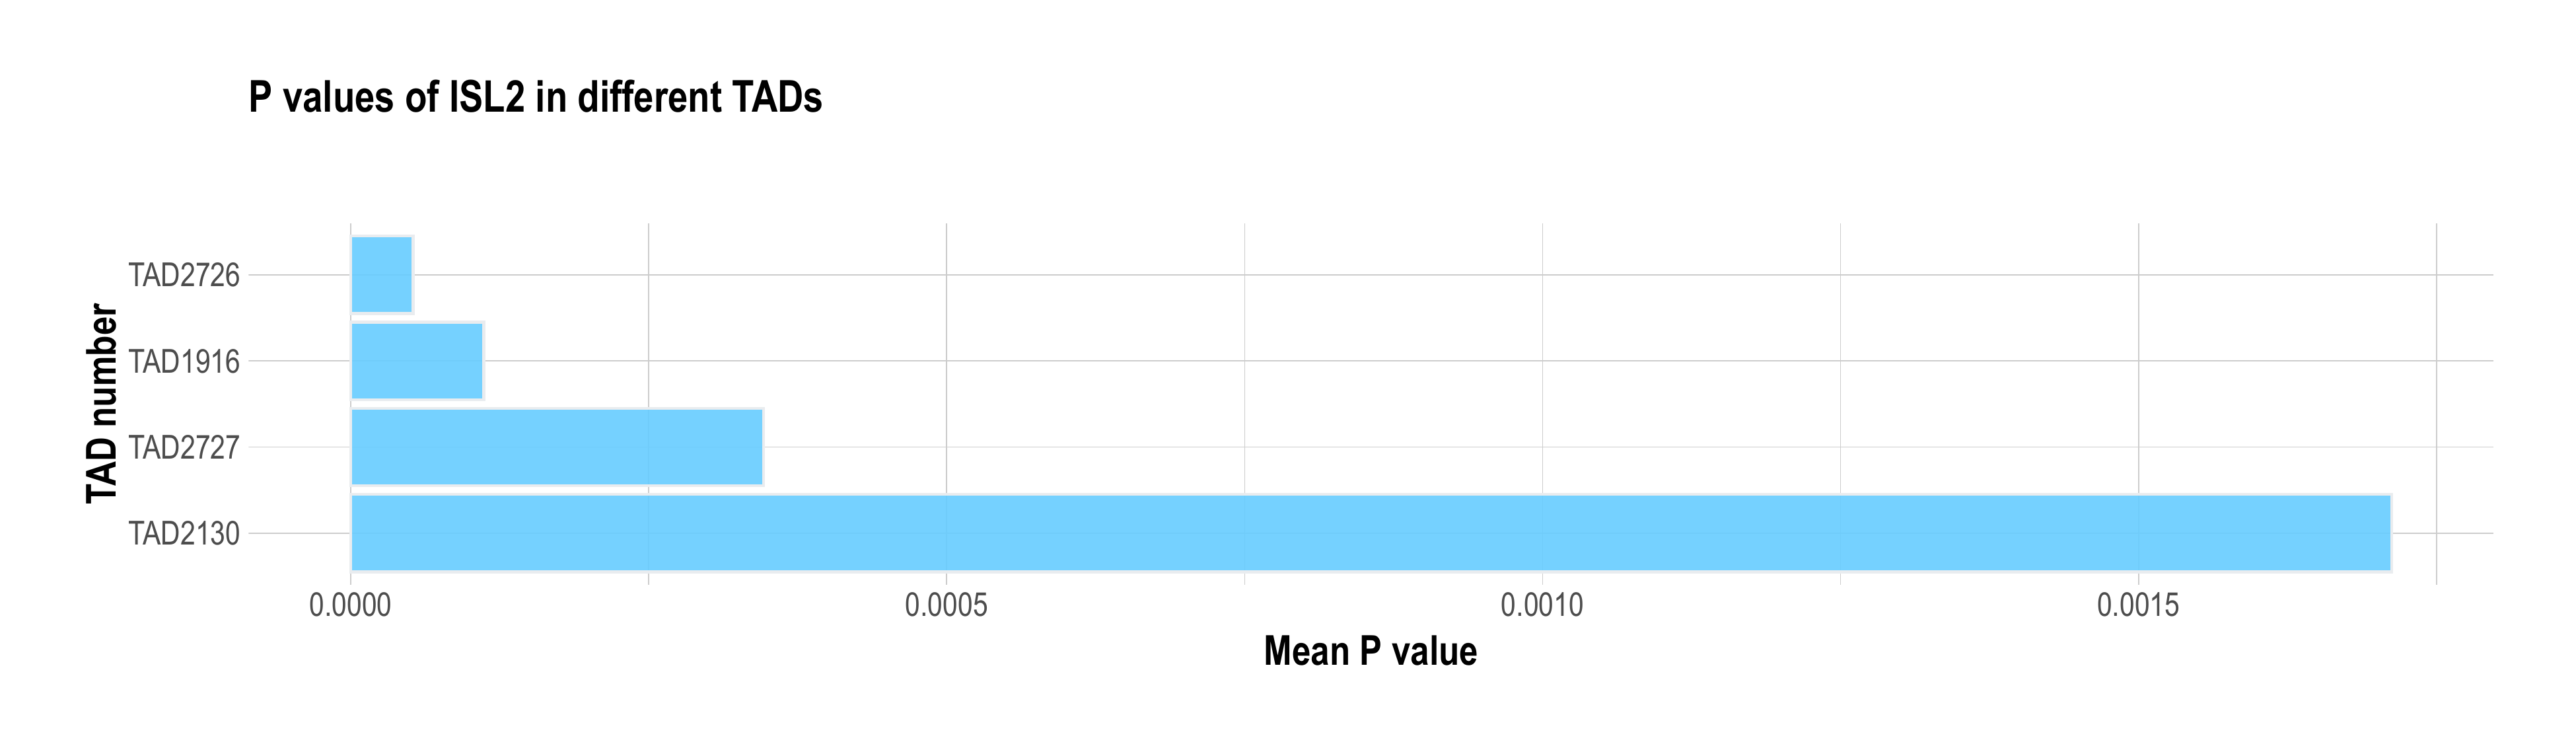 P values of ISL2 in different TADs
TAD number
TAD2726
TAD1916
TAD2727
TAD2130
0.0000
0.0005
0.0010
0.0015
Mean P value